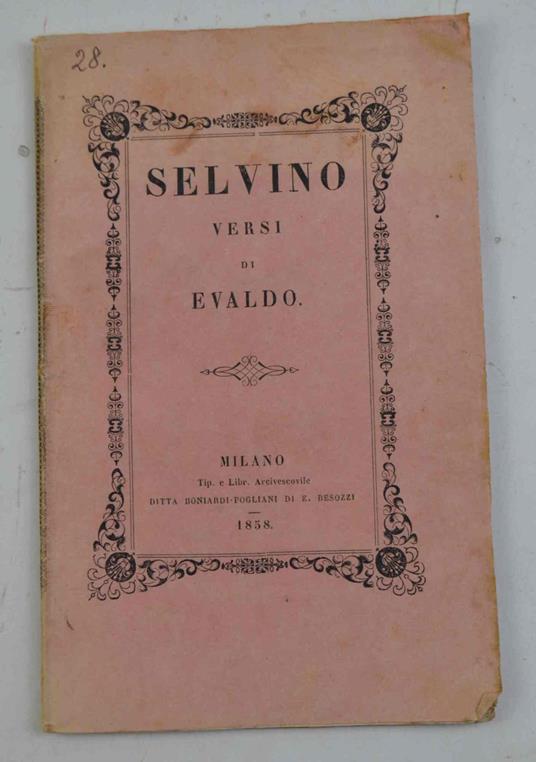 28.
SELVINO
VERSI
DI
EVALDO.
MILANO
Tip. e Libr. Arcivescovile
DITTA BONIARDI-POGLIANI DI E. BESOZZI
1858.